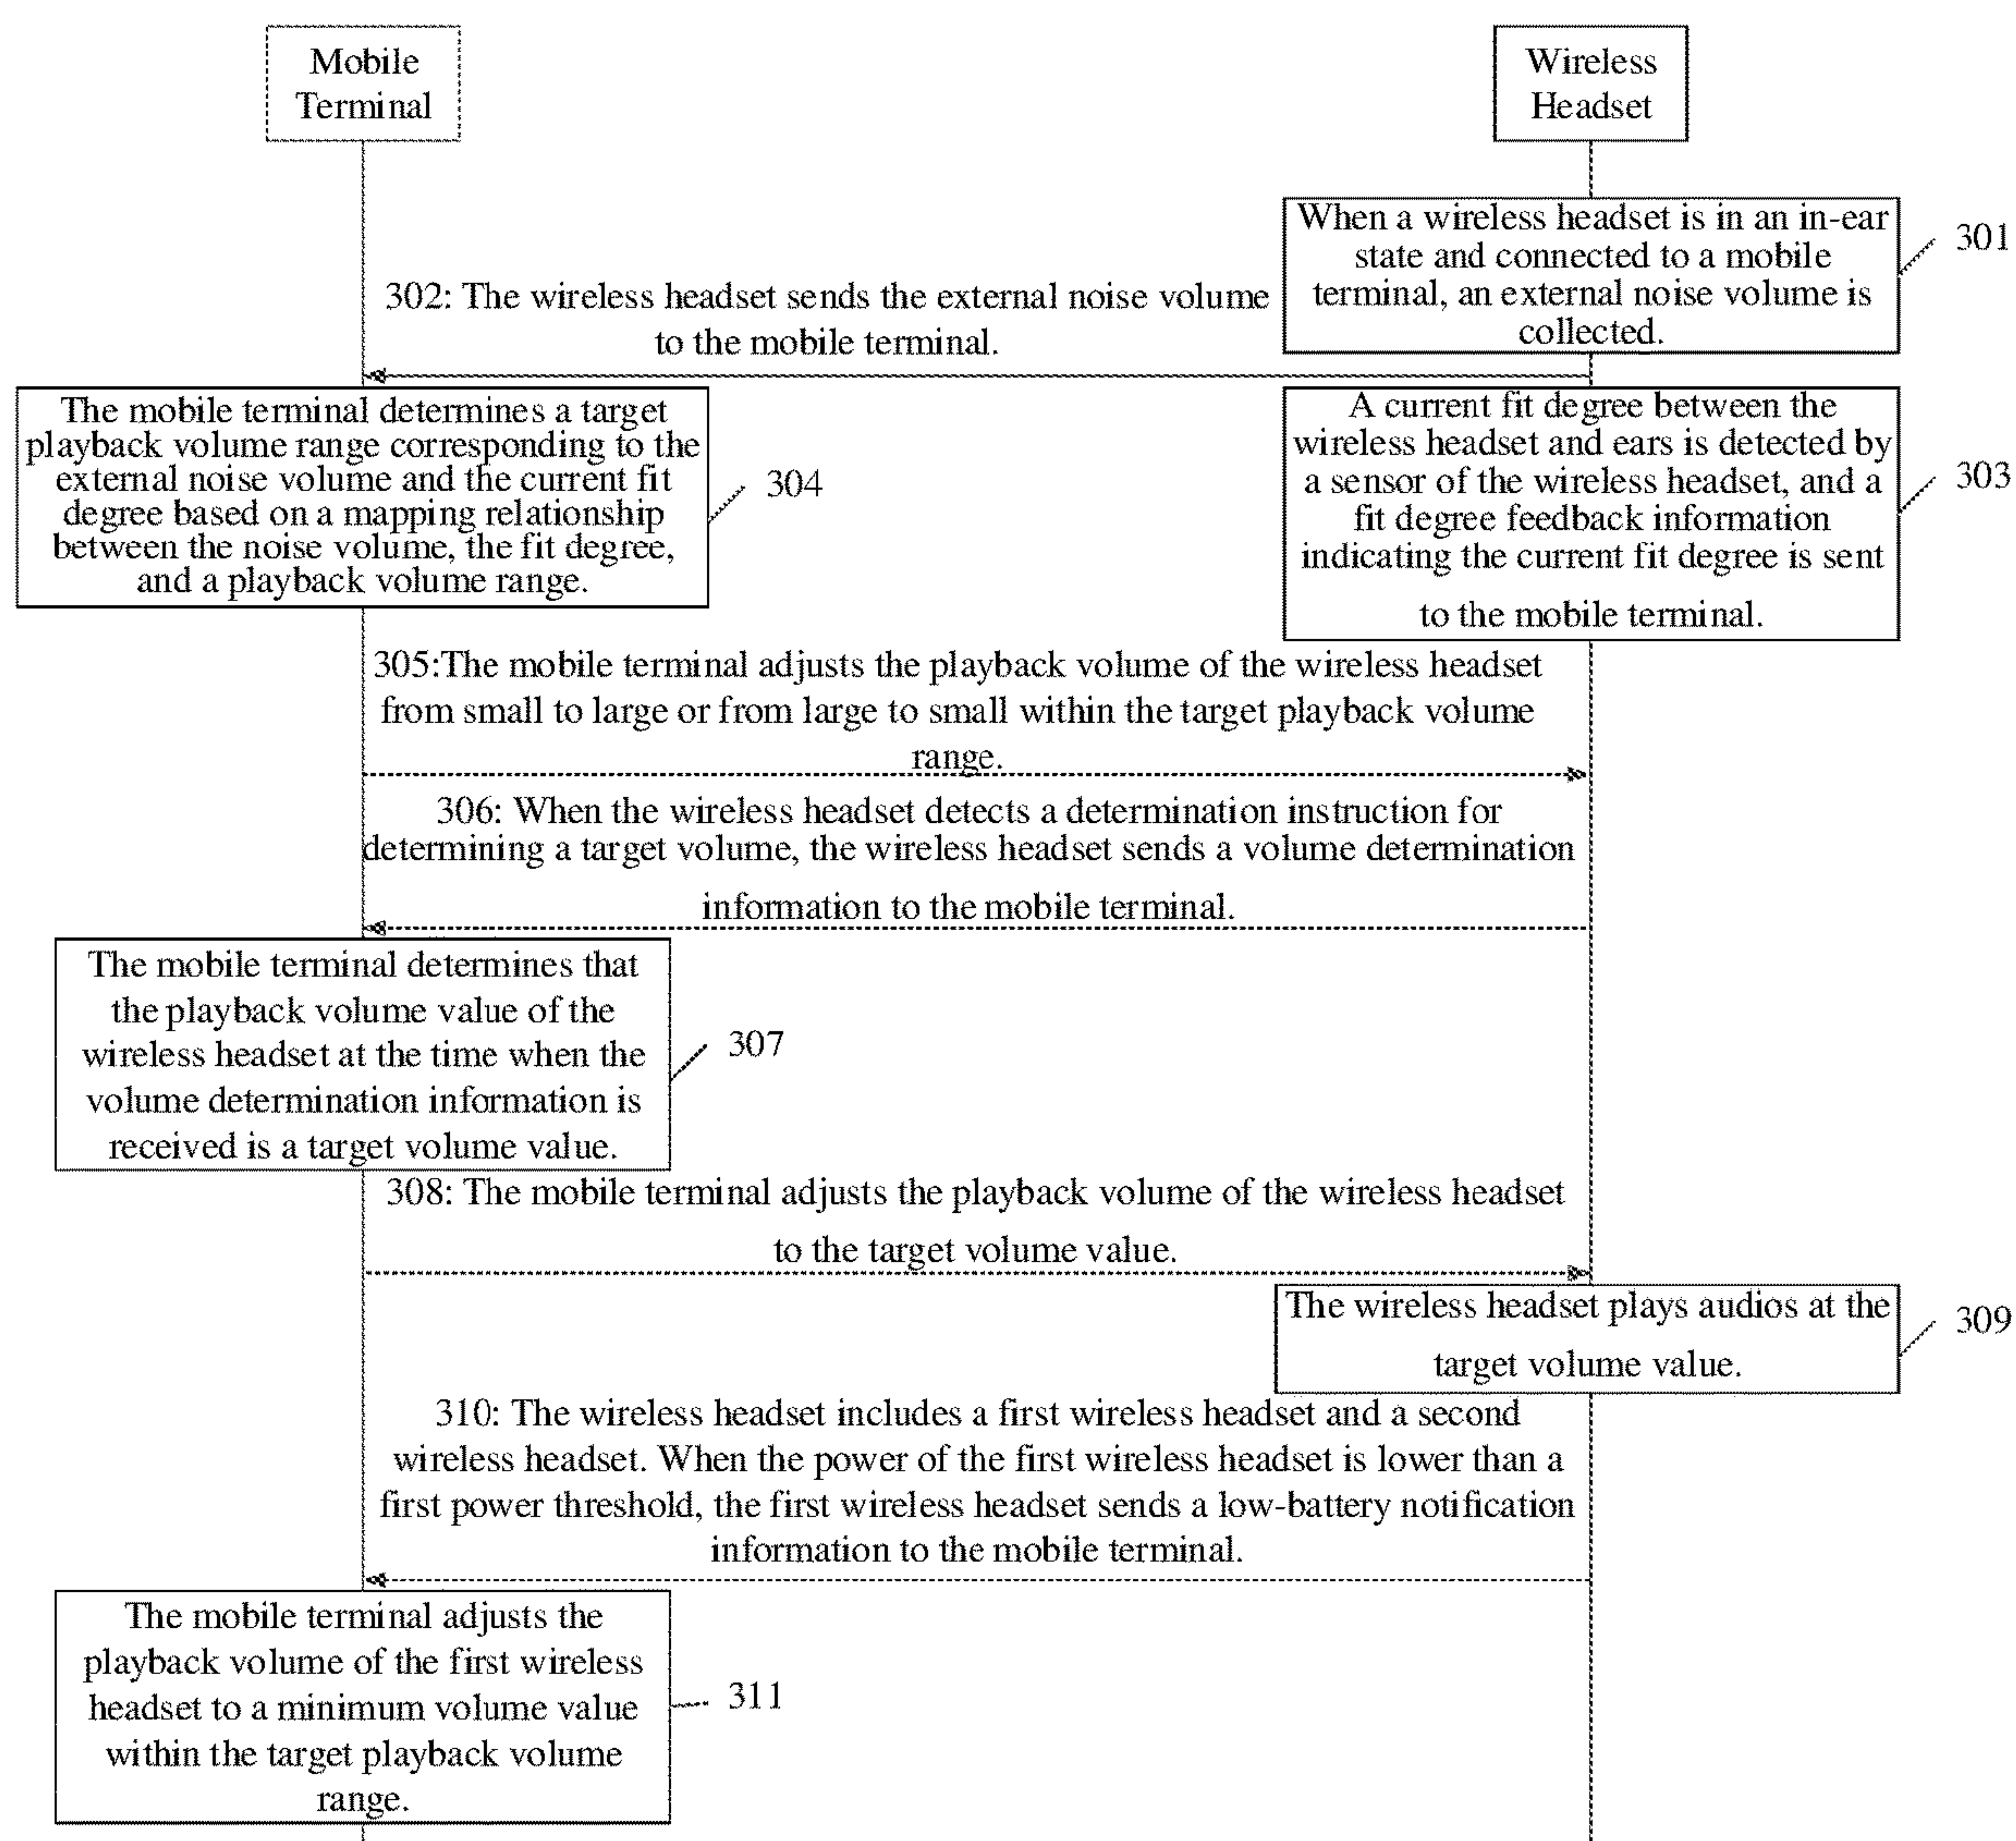 Mobile
Terminal
Wireless
Headset
When a wireless headset is in an in-ear
state and connected to a mobile
terminal, an external noise volume is
collected.
301
302: The wireless headset sends the external noise volume
to the mobile terminal.
A current fit degree between the
wireless headset and ears is detected by
a sensor of the wireless headset, and a
fit degree feedback information
indicating the current fit degree is sent
to the mobile terminal.
303
The mobile terminal determines a target
playback volume range corresponding to the
external noise volume and the current fit
degree based on a mapping relationship
between the noise volume, the fit degree,
and a playback volume range.
304
305:The mobile terminal adjusts the playback volume of the wireless headset
from small to large or from large to small within the target playback volume
range.
306: When the wireless headset detects a determination instruction for
determining a target volume, the wireless headset sends a volume determination
information to the mobile terminal.
The mobile terminal determines that
the playback volume value of the
wireless headset at the time when the
volume determination information is
received is a target volume value.
307
308: The mobile terminal adjusts the playback volume of the wireless headset
to the target volume value.
The wireless headset plays audios at the
target volume value.
309
310: The wireless headset includes a first wireless headset and a second
wireless headset. When the power of the first wireless headset is lower than a
first power threshold, the first wireless headset sends a low-battery notification
information to the mobile terminal.
The mobile terminal adjusts the
playback volume of the first wireless
headset to a minimum volume value
within the target playback volume
range.
311